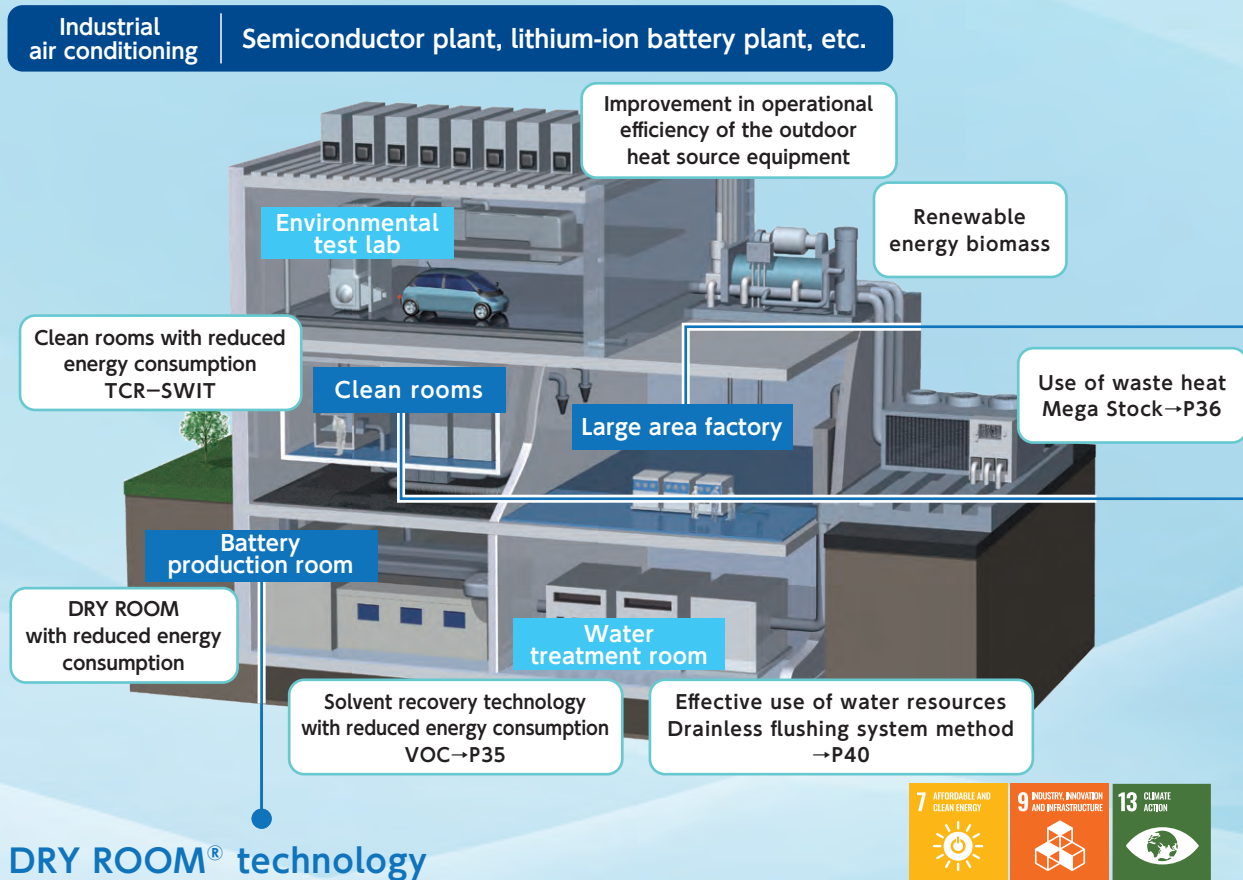 Industrial
air conditioning
Semiconductor plant, lithium-ion battery plant, etc.
Improvement in operational
efficiency of the outdoor
heat source equipment
Environmental
test lab
Renewable
energy biomass
Clean rooms with reduced
energy consumption
TCR−SWIT
Clean rooms
Large area factory
Use of waste heat
Mega Stock→P36
Battery
production room
DRY ROOM
with reduced energy
consumption
Water
treatment room
Solvent recovery technology
with reduced energy consumption
VOC→P35
Effective use of water resources
Drainless flushing system method
→P40
7 AFFORDABLE AND
CLEAN ENERGY
9 INDUSTRY, INNOVATION
AND INFRASTRUCTURE
13 CLIMATE
ACTION
DRY ROOM® technology